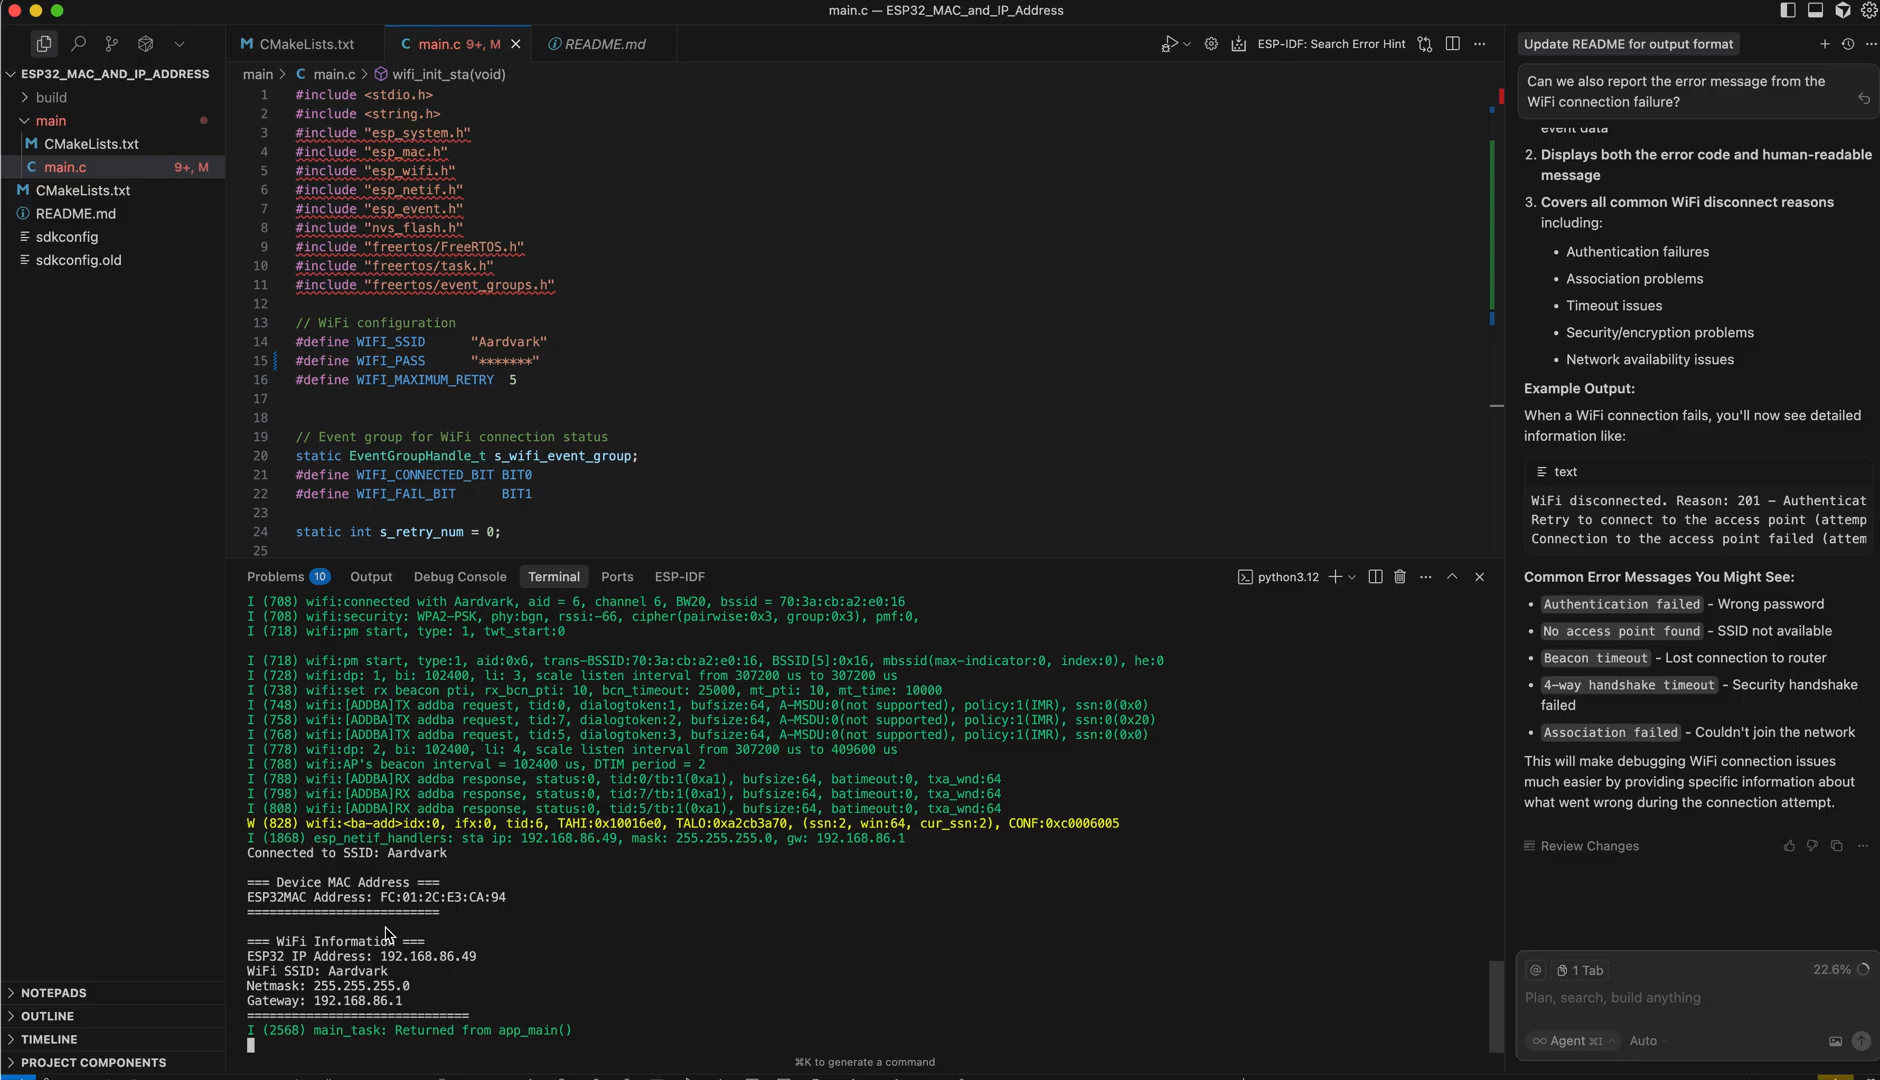 main.c — ESP32_MAC_and_IP_Address
ESP32_MAC_AND_IP_ADDRESS
build
main
M CMakeLists.txt
C main.c 9+, M
M CMakeLists.txt
README.md
sdkconfig
sdkconfig.old
NOTEPADS
OUTLINE
TIMELINE
PROJECT COMPONENTS
M CMakeLists.txt
C main.c 9+, M
README.md
ESP-IDF: Search Error Hint
main > C main.c > wifi_init_sta(void)
1 #include <stdio.h>
2 #include <string.h>
3 #include "esp_system.h"
4 #include "esp_mac.h"
5 #include "esp_wifi.h"
6 #include "esp_netif.h"
7 #include "esp_event.h"
8 #include "nvs_flash.h"
9 #include "freertos/FreeRTOS.h"
10 #include "freertos/task.h"
11 #include "freertos/event_groups.h"
12
13 // WiFi configuration
14 #define WIFI_SSID "Aardvark"
15 #define WIFI_PASS "*******"
16 #define WIFI_MAXIMUM_RETRY 5
17
18
19 // Event group for WiFi connection status
20 static EventGroupHandle_t s_wifi_event_group;
21 #define WIFI_CONNECTED_BIT BIT0
22 #define WIFI_FAIL_BIT BIT1
23
24 static int s_retry_num = 0;
25
Problems 10 Output Debug Console Terminal Ports ESP-IDF
python3.12
I (708) wifi:connected with Aardvark, aid = 6, channel 6, BW20, bssid = 70:3a:cb:a2:e0:16
I (708) wifi:security: WPA2-PSK, phy:bgn, rssi:-66, cipher(pairwise:0x3, group:0x3), pmf:0,
I (718) wifi:pm start, type: 1, twt_start:0
I (718) wifi:pm start, type:1, aid:0x6, trans-BSSID:70:3a:cb:a2:e0:16, BSSID[5]:0x16, mbssid(max-indicator:0, index:0), he:0
I (728) wifi:dp: 1, bi: 102400, li: 3, scale listen interval from 307200 us to 307200 us
I (738) wifi:set rx beacon pti, rx_bcn_pti: 10, bcn_timeout: 25000, mt_pti: 10, mt_time: 10000
I (748) wifi:[ADDBA]TX addba request, tid:0, dialogtoken:1, bufsize:64, A-MSDU:0(not supported), policy:1(IMR), ssn:0(0x0)
I (758) wifi:[ADDBA]TX addba request, tid:7, dialogtoken:2, bufsize:64, A-MSDU:0(not supported), policy:1(IMR), ssn:0(0x20)
I (768) wifi:[ADDBA]TX addba request, tid:5, dialogtoken:3, bufsize:64, A-MSDU:0(not supported), policy:1(IMR), ssn:0(0x0)
I (778) wifi:dp: 2, bi: 102400, li: 4, scale listen interval from 307200 us to 409600 us
I (788) wifi:AP's beacon interval = 102400 us, DTIM period = 2
I (788) wifi:[ADDBA]RX addba response, status:0, tid:0/tb:1(0xa1), bufsize:64, batimeout:0, txa_wnd:64
I (798) wifi:[ADDBA]RX addba response, status:0, tid:7/tb:1(0xa1), bufsize:64, batimeout:0, txa_wnd:64
I (808) wifi:[ADDBA]RX addba response, status:0, tid:5/tb:1(0xa1), bufsize:64, batimeout:0, txa_wnd:64
W (828) wifi:<ba-add>idx:0, ifx:0, tid:6, TAHI:0x10016e0, TALO:0xa2cb3a70, (ssn:2, win:64, cur_ssn:2), CONF:0xc0006005
I (1868) esp_netif_handlers: sta ip: 192.168.86.49, mask: 255.255.255.0, gw: 192.168.86.1
Connected to SSID: Aardvark
=== Device MAC Address ===
ESP32MAC Address: FC:01:2C:E3:CA:94
==========================
=== WiFi Information ===
ESP32 IP Address: 192.168.86.49
WiFi SSID: Aardvark
Netmask: 255.255.255.0
Gateway: 192.168.86.1
==============================
I (2568) main_task: Returned from app_main()
⌘K to generate a command
Update README for output format
Can we also report the error message from the
WiFi connection failure?
event data
2. Displays both the error code and human-readable
message
3. Covers all common WiFi disconnect reasons
including:
• Authentication failures
• Association problems
• Timeout issues
• Security/encryption problems
• Network availability issues
Example Output:
When a WiFi connection fails, you'll now see detailed
information like:
text
WiFi disconnected. Reason: 201 - Authenticat
Retry to connect to the access point (attemp
Connection to the access point failed (attem
Common Error Messages You Might See:
• Authentication failed - Wrong password
• No access point found - SSID not available
• Beacon timeout - Lost connection to router
• 4-way handshake timeout - Security handshake
failed
• Association failed - Couldn't join the network
This will make debugging WiFi connection issues
much easier by providing specific information about
what went wrong during the connection attempt.
Review Changes
@ 1 Tab 22.6%
Plan, search, build anything
∞ Agent ⌘I Auto